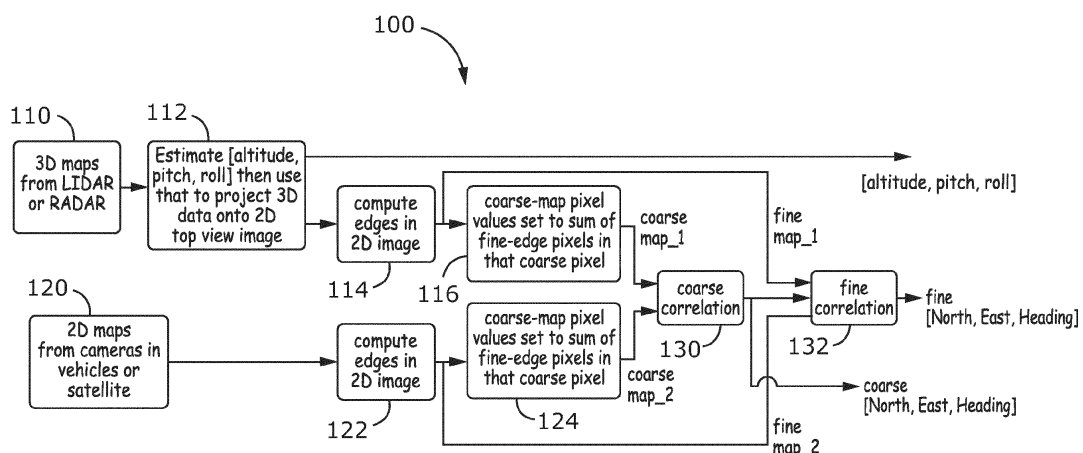 100
110
3D maps
from LIDAR
or RADAR
112
Estimate [altitude,
pitch, roll] then use
that to project 3D
data onto 2D
top view image
[altitude, pitch, roll]
compute
edges in
2D image
114
coarse-map pixel
values set to sum of
fine-edge pixels in
that coarse pixel
116
coarse
map_1
fine
map_1
120
2D maps
from cameras in
vehicles or
satellite
compute
edges in
2D image
122
coarse-map pixel
values set to sum of
fine-edge pixels in
that coarse pixel
124
coarse
map_2
coarse
correlation
130
fine
correlation
132
fine
[North, East, Heading]
coarse
[North, East, Heading]
fine
map_2